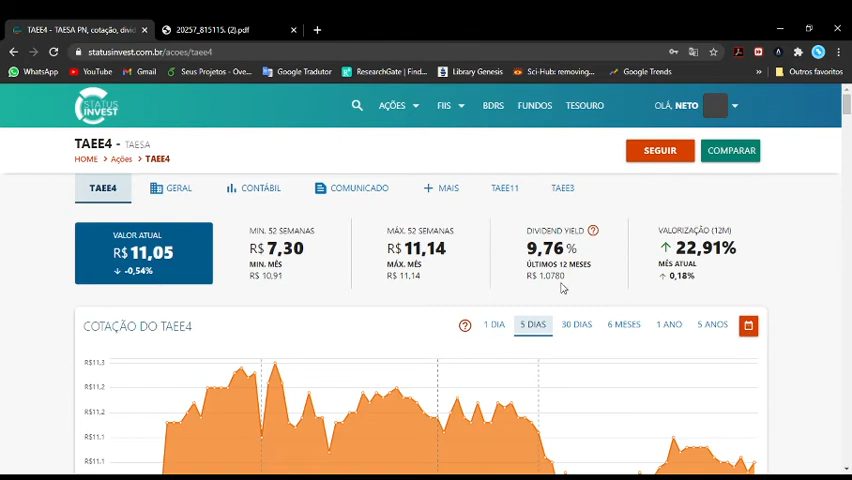 TAEE4 - TAESA PN, cotação, divid
20257_815115. (2).pdf
statusinvest.com.br/acoes/taee4
WhatsApp YouTube Gmail Seus Projetos - Ove... Google Tradutor ResearchGate | Find... Library Genesis Sci-Hub: removing... Google Trends » Outros favoritos
STATUS INVEST AÇÕES FIIS BDRS FUNDOS TESOURO OLÁ, NETO
TAEE4 - TAESA
HOME > Ações > TAEE4
SEGUIR COMPARAR
TAEE4 GERAL CONTÁBIL COMUNICADO MAIS TAEE11 TAEE3
VALOR ATUAL
R$ 11,05
-0,54%
MIN. 52 SEMANAS
R$ 7,30
MIN. MÊS
R$ 10,91
MÁX. 52 SEMANAS
R$ 11,14
MÁX. MÊS
R$ 11,14
DIVIDEND YIELD ?
9,76 %
ÚLTIMOS 12 MESES
R$ 1,0780
VALORIZAÇÃO (12M)
22,91%
MÊS ATUAL
0,18%
COTAÇÃO DO TAEE4 ? 1 DIA 5 DIAS 30 DIAS 6 MESES 1 ANO 5 ANOS
R$11,3
R$11,2
R$11,2
R$11,1
R$11,1